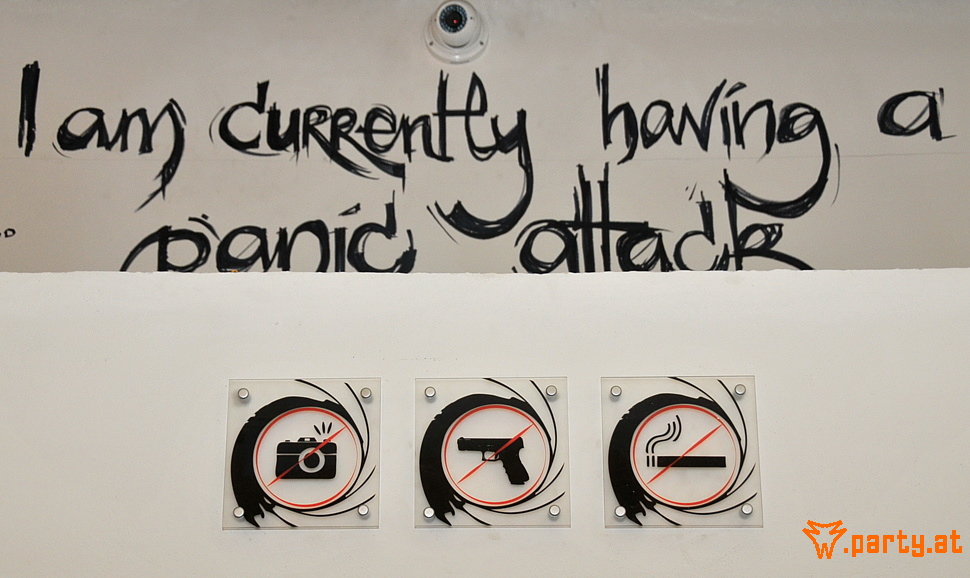 I am currently having a
panic attack
W.party.at